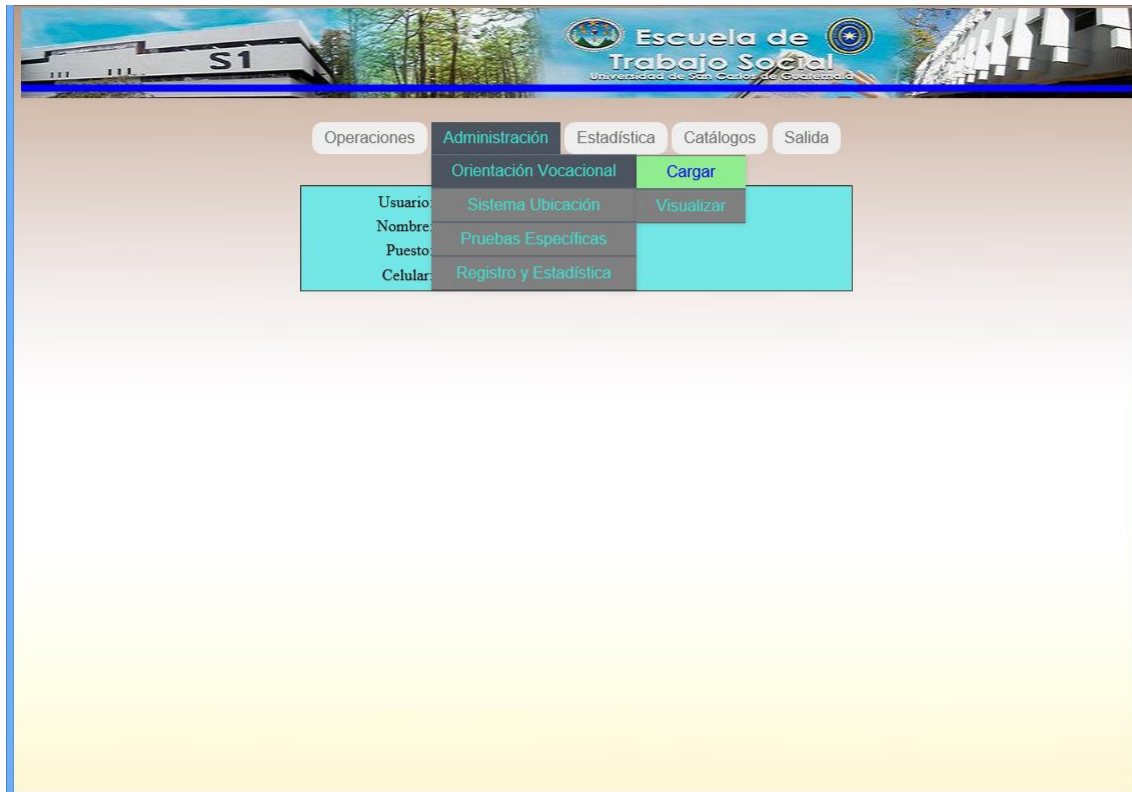 S1
Escuela de
Trabajo Social
Universidad de San Carlos de Guatemala
Operaciones Administración Estadística Catálogos Salida
Orientación Vocacional Cargar
Usuario: Sistema Ubicación Visualizar
Nombre: Pruebas Específicas
Puesto:
Celular: Registro y Estadística